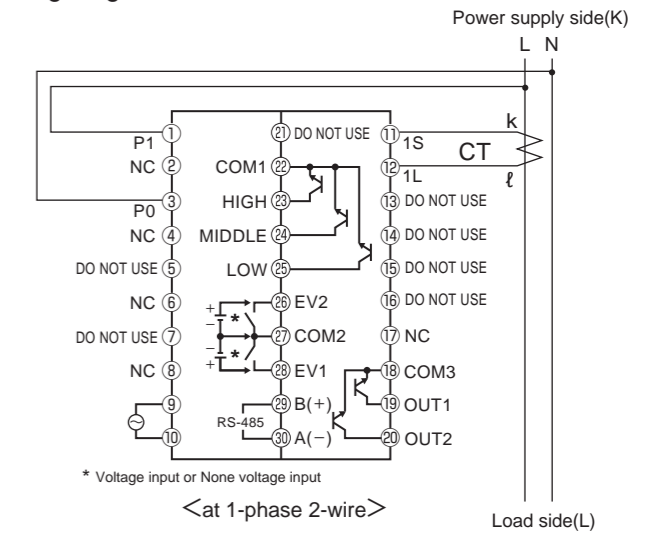 Power supply side(K)
L N
① P1
NC ②
③ P0
NC ④
DO NOT USE ⑤
NC ⑥
DO NOT USE ⑦
NC ⑧
⑨
⑩
㉑ DO NOT USE
COM1 ㉒
HIGH ㉓
MIDDLE ㉔
LOW ㉕
+ − * ㉖ EV2
㉗ COM2
− + * ㉘ EV1
RS-485
㉙ B(+)
㉚ A(−)
⑪ 1S
⑫ 1L
k
CT
ℓ
⑬ DO NOT USE
⑭ DO NOT USE
⑮ DO NOT USE
⑯ DO NOT USE
⑰ NC
⑱ COM3
⑲ OUT1
⑳ OUT2
* Voltage input or None voltage input
<at 1-phase 2-wire>
Load side(L)